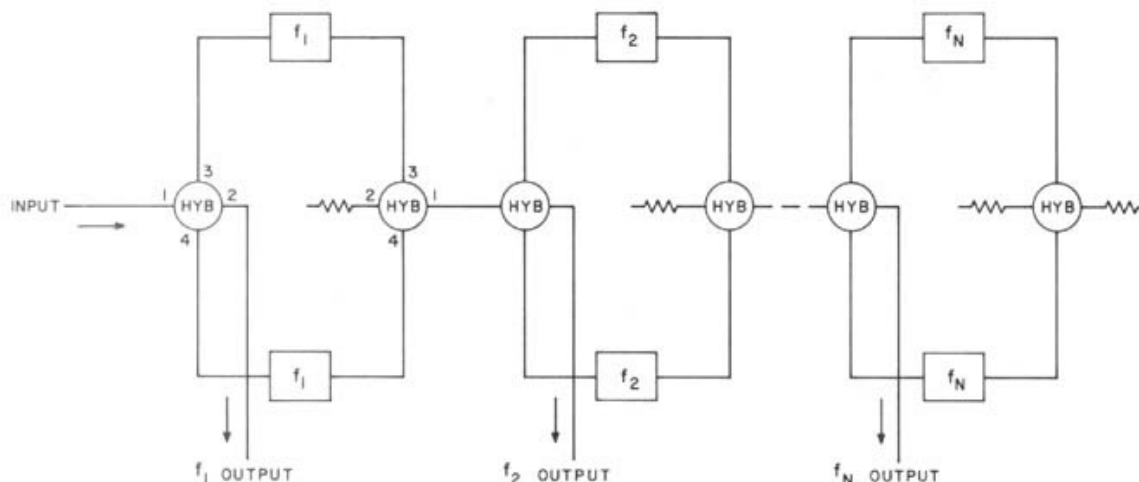 f1 f2 fN
3 3
INPUT 1 HYB 2 2 HYB 1 HYB HYB HYB HYB
4 4
f1 f2 fN
f1 OUTPUT f2 OUTPUT fN OUTPUT